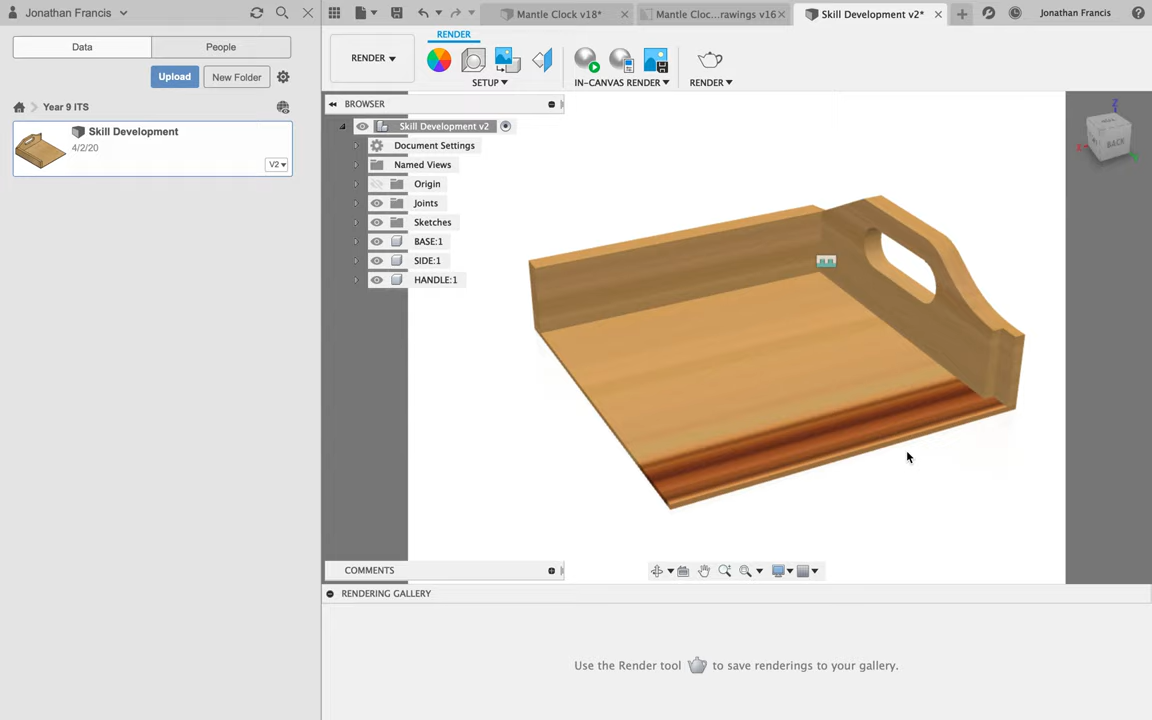 Jonathan Francis
Mantle Clock v18*
Mantle Cloc...rawings v16
Skill Development v2*
Jonathan Francis
Data
People
RENDER
Upload
New Folder
RENDER
SETUP
IN-CANVAS RENDER
RENDER
Year 9 ITS
BROWSER
Skill Development
4/2/20
V2
Skill Development v2
Document Settings
Named Views
Origin
Joints
Sketches
BASE:1
SIDE:1
HANDLE:1
Z
X
BACK
COMMENTS
RENDERING GALLERY
Use the Render tool to save renderings to your gallery.